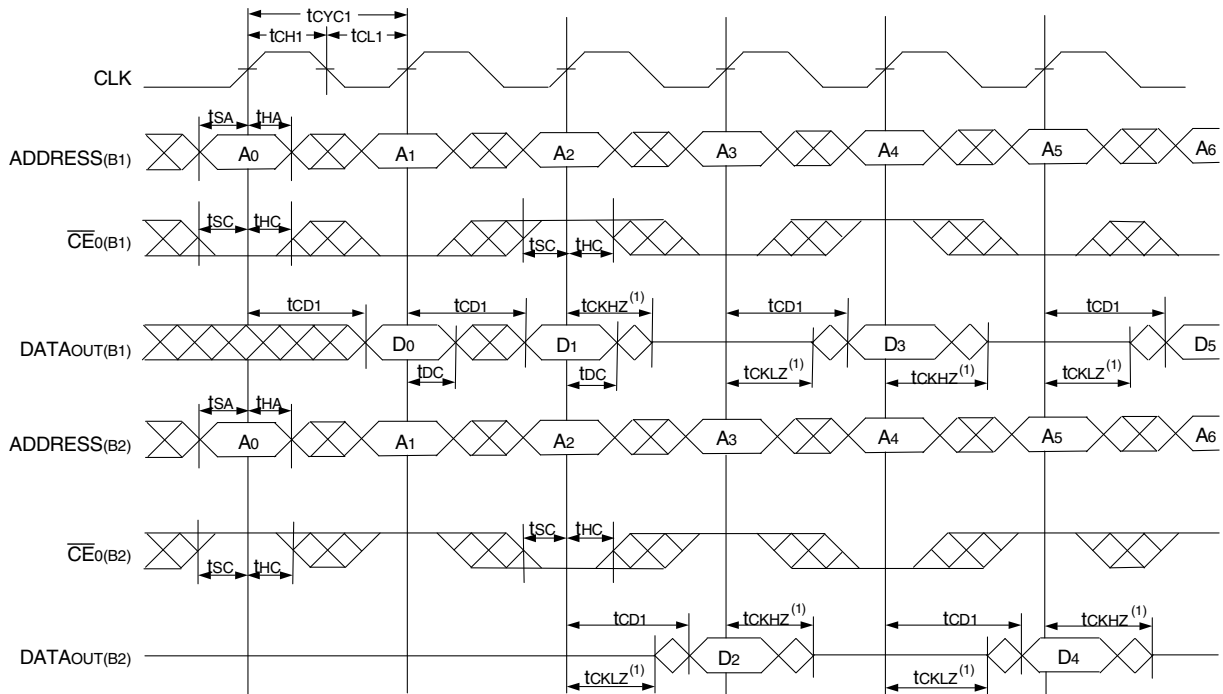 tCYC1
tCH1 tCL1
CLK
tSA tHA
ADDRESS(B1) A0 A1 A2 A3 A4 A5 A6
tSC tHC
CE0(B1) tSC tHC
tCD1 tCD1 tCKHZ(1) tCD1 tCD1
DATAOUT(B1) D0 D1 D3 D5
tDC tDC tCKLZ(1) tCKHZ(1) tCKLZ(1)
tSA tHA
ADDRESS(B2) A0 A1 A2 A3 A4 A5 A6
tSC tHC
CE0(B2)
tSC tHC
tCD1 tCKHZ(1) tCD1 tCKHZ(1)
DATAOUT(B2) D2 D4
tCKLZ(1) tCKLZ(1)